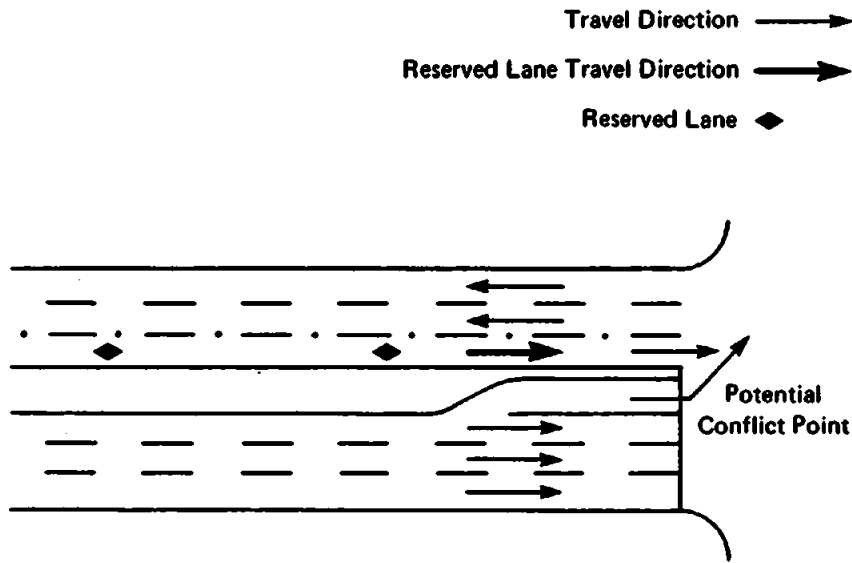 Travel Direction
Reserved Lane Travel Direction
Reserved Lane
Potential
Conflict Point